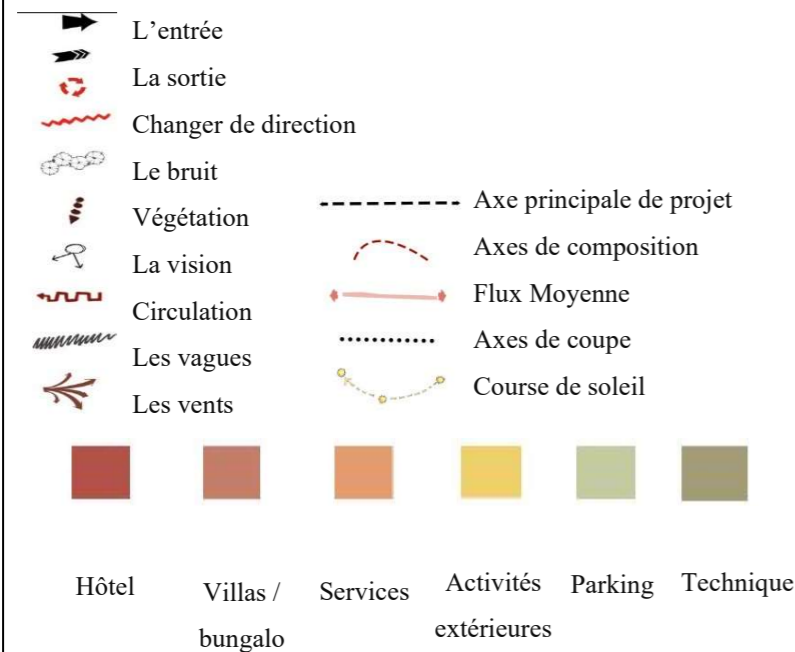 L'entrée
La sortie
Changer de direction
Le bruit
Végétation
La vision
Circulation
Les vagues
Les vents
Axe principale de projet
Axes de composition
Flux Moyenne
Axes de coupe
Course de soleil
Hôtel
Villas /
bungalo
Services
Activités
extérieures
Parking
Technique